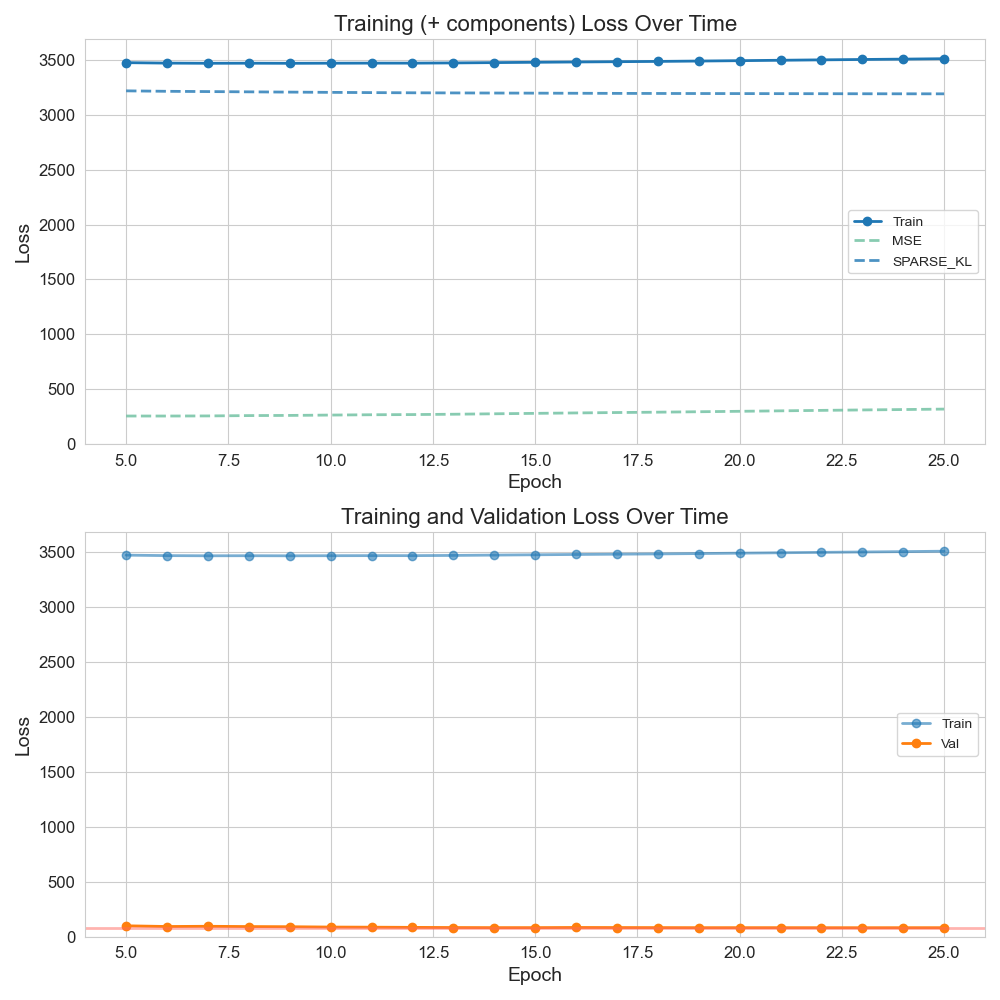 Training (+ components) Loss Over Time
3500
3000
2500
2000
1500
1000
500
0
Loss
Train
MSE
SPARSE_KL
5.0 7.5 10.0 12.5 15.0 17.5 20.0 22.5 25.0
Epoch
Training and Validation Loss Over Time
3500
3000
2500
2000
1500
1000
500
0
Loss
Train
Val
5.0 7.5 10.0 12.5 15.0 17.5 20.0 22.5 25.0
Epoch